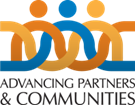 ADVANCING PARTNERS
& COMMUNITIES